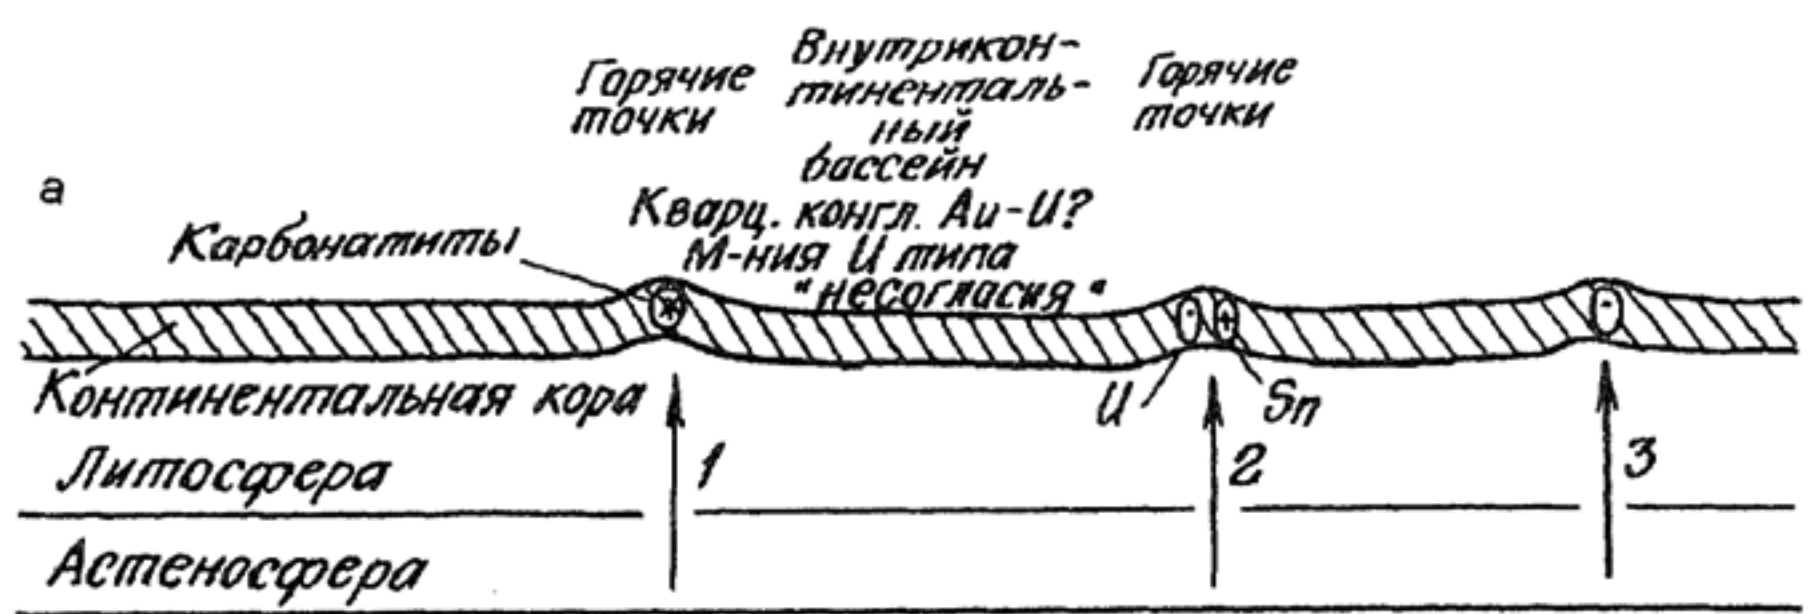 Горячие
точки
Внутрикон-
тиненталь-
ный
бассейн
Горячие
точки
а
Кварц. конгл. Au-U?
М-ния U типа
"несогласия"
Карбонатиты
U
Sn
Континентальная кора
Литосфера
1
2
3
Астеносфера